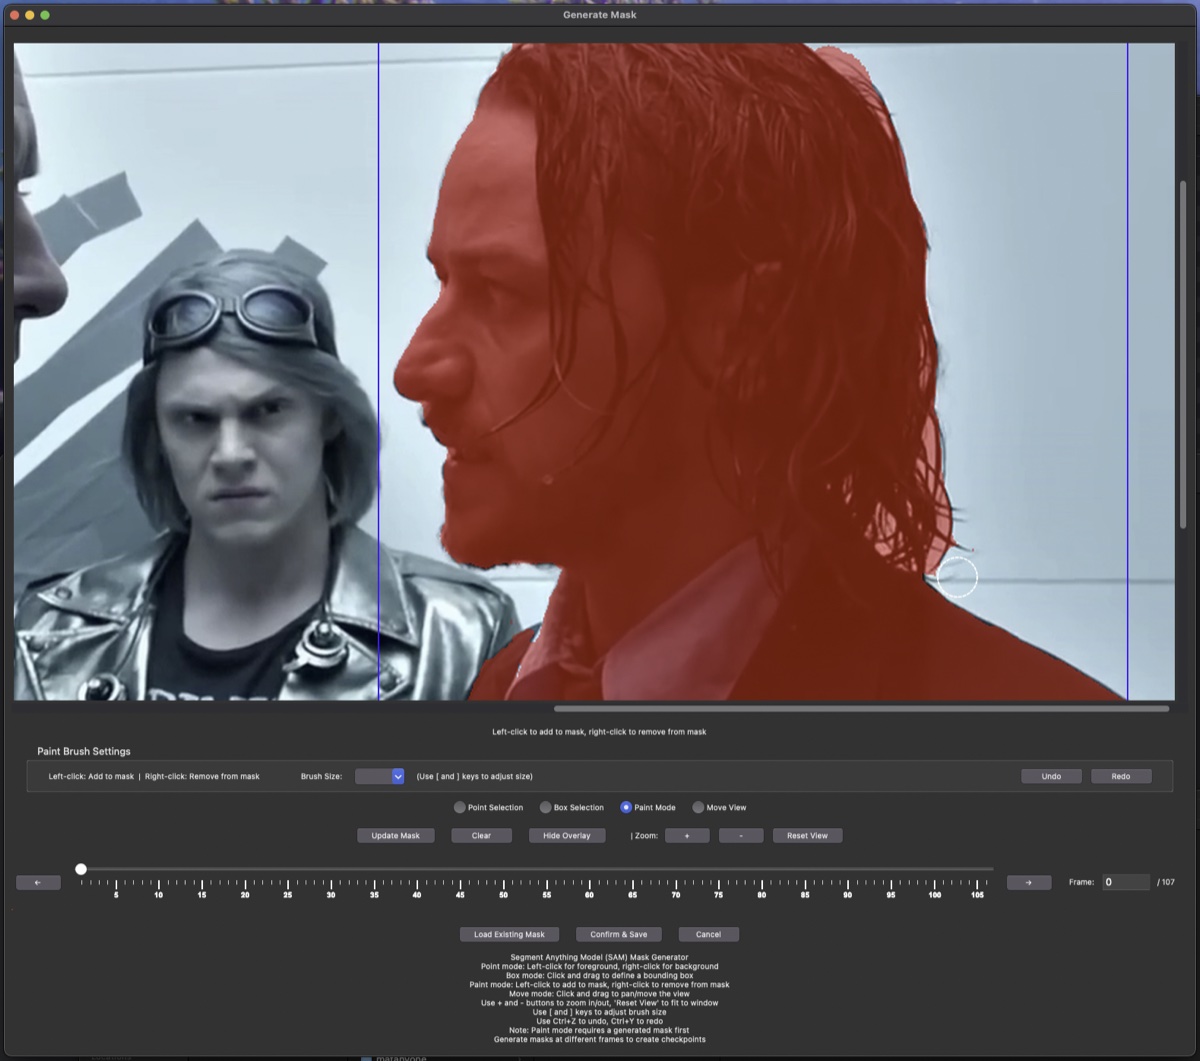 Generate Mask
Left-click to add to mask, right-click to remove from mask
Paint Brush Settings
Left-click: Add to mask | Right-click: Remove from mask
Brush Size:
(Use [ and ] keys to adjust size)
Undo
Redo
Point Selection
Box Selection
Paint Mode
Move View
Update Mask
Clear
Hide Overlay
| Zoom:
+
-
Reset View
←
5 10 15 20 25 30 35 40 45 50 55 60 65 70 75 80 85 90 95 100 105
→
Frame:
0
/ 107
Load Existing Mask
Confirm & Save
Cancel
Segment Anything Model (SAM) Mask Generator
Point mode: Left-click for foreground, right-click for background
Box mode: Click and drag to define a bounding box
Paint mode: Left-click to add to mask, right-click to remove from mask
Move mode: Click and drag to pan/move the view
Use + and - buttons to zoom in/out, 'Reset View' to fit to window
Use [ and ] keys to adjust brush size
Use Ctrl+Z to undo, Ctrl+Y to redo
Note: Paint mode requires a generated mask first
Generate masks at different frames to create checkpoints